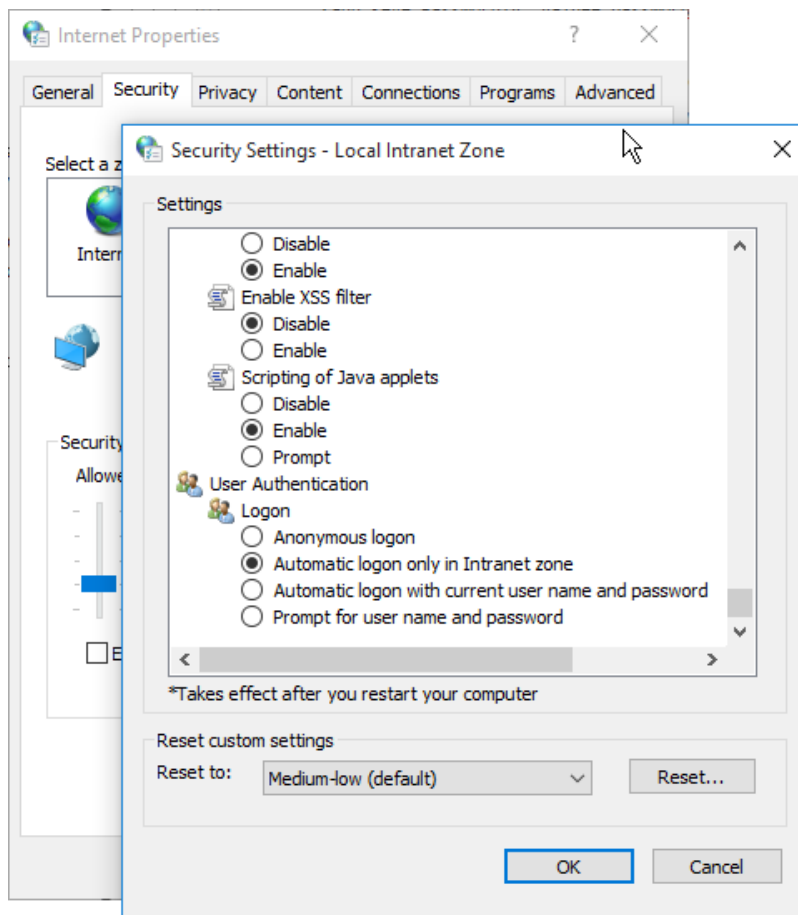 Internet Properties
?
General Security Privacy Content Connections Programs Advanced
Select a z
Security Settings - Local Intranet Zone
Intern
Settings
Disable
Enable
Enable XSS filter
Disable
Enable
Scripting of Java applets
Disable
Enable
Prompt
User Authentication
Logon
Anonymous logon
Automatic logon only in Intranet zone
Automatic logon with current user name and password
Prompt for user name and password
Security
Allowe
E
*Takes effect after you restart your computer
Reset custom settings
Reset to: Medium-low (default) Reset...
OK Cancel